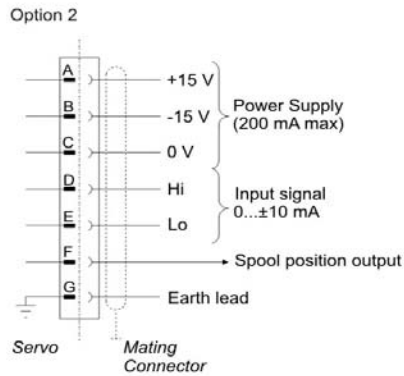 Option 2
A
+15 V
B
-15 V
Power Supply
(200 mA max)
C
0 V
D
Hi
Input signal
0...±10 mA
E
Lo
F
Spool position output
G
Earth lead
Servo
Mating
Connector